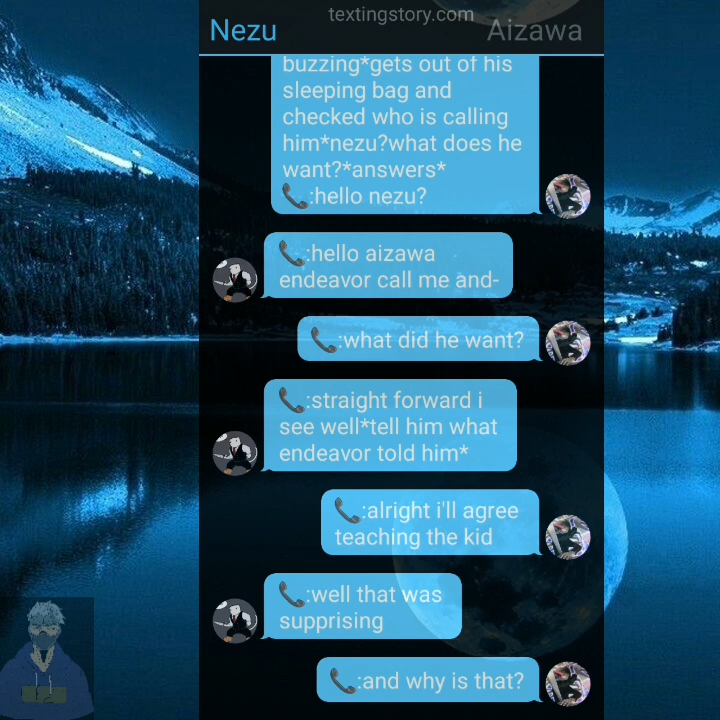 textingstory.com
Nezu
Aizawa
buzzing*gets out of his
sleeping bag and
checked who is calling
him*nezu?what does he
want?*answers*
📞:hello nezu?
📞:hello aizawa
endeavor call me and-
📞:what did he want?
📞:straight forward i
see well*tell him what
endeavor told him*
📞:alright i'll agree
teaching the kid
📞:well that was
supprising
📞:and why is that?